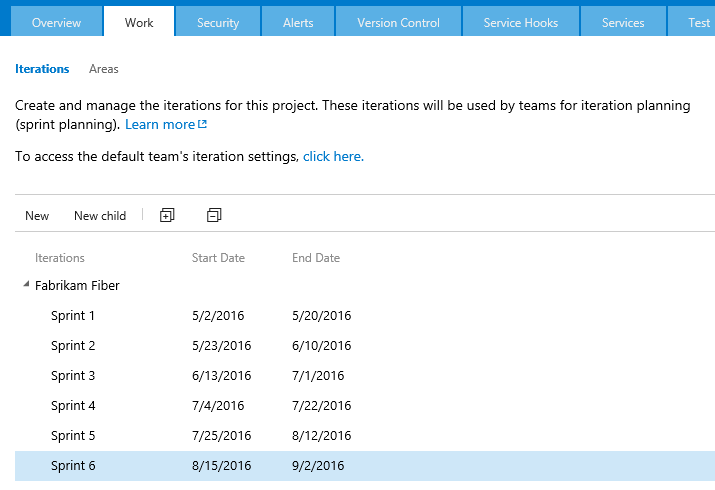 Overview Work Security Alerts Version Control Service Hooks Services Test
Iterations Areas
Create and manage the iterations for this project. These iterations will be used by teams for iteration planning
(sprint planning). Learn more
To access the default team's iteration settings, click here.
New New child
Iterations Start Date End Date
Fabrikam Fiber
Sprint 1 5/2/2016 5/20/2016
Sprint 2 5/23/2016 6/10/2016
Sprint 3 6/13/2016 7/1/2016
Sprint 4 7/4/2016 7/22/2016
Sprint 5 7/25/2016 8/12/2016
Sprint 6 8/15/2016 9/2/2016